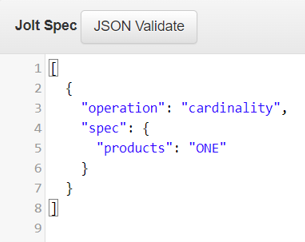 Jolt Spec JSON Validate
1 [
2   {
3     "operation": "cardinality",
4     "spec": {
5       "products": "ONE"
6     }
7   }
8 ]
9